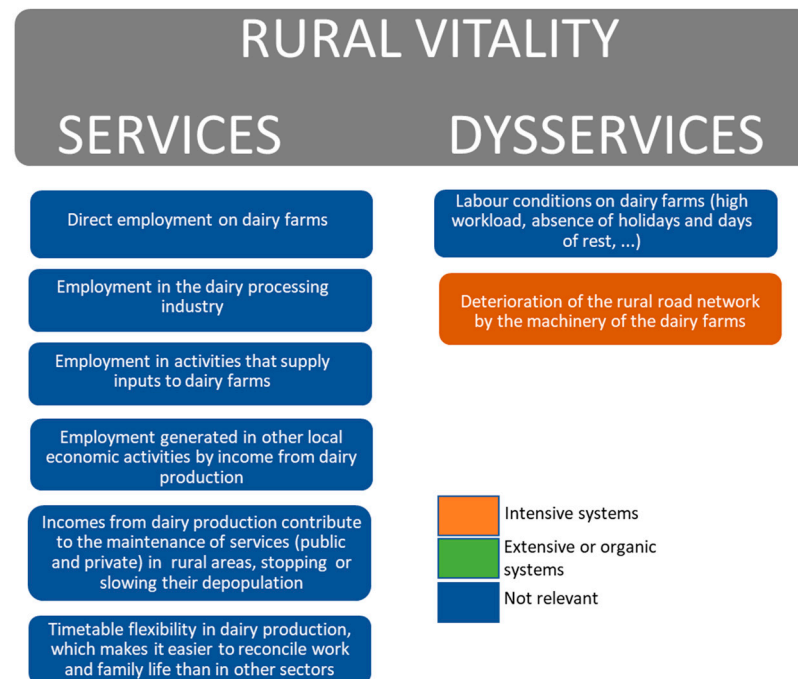 RURAL VITALITY
SERVICES
DYSSERVICES
Direct employment on dairy farms
Employment in the dairy processing
industry
Employment in activities that supply
inputs to dairy farms
Employment generated in other local
economic activities by income from dairy
production
Incomes from dairy production contribute
to the maintenance of services (public
and private) in rural areas, stopping or
slowing their depopulation
Timetable flexibility in dairy production,
which makes it easier to reconcile work
and family life than in other sectors
Labour conditions on dairy farms (high
workload, absence of holidays and days
of rest, ...)
Deterioration of the rural road network
by the machinery of the dairy farms
Intensive systems
Extensive or organic
systems
Not relevant